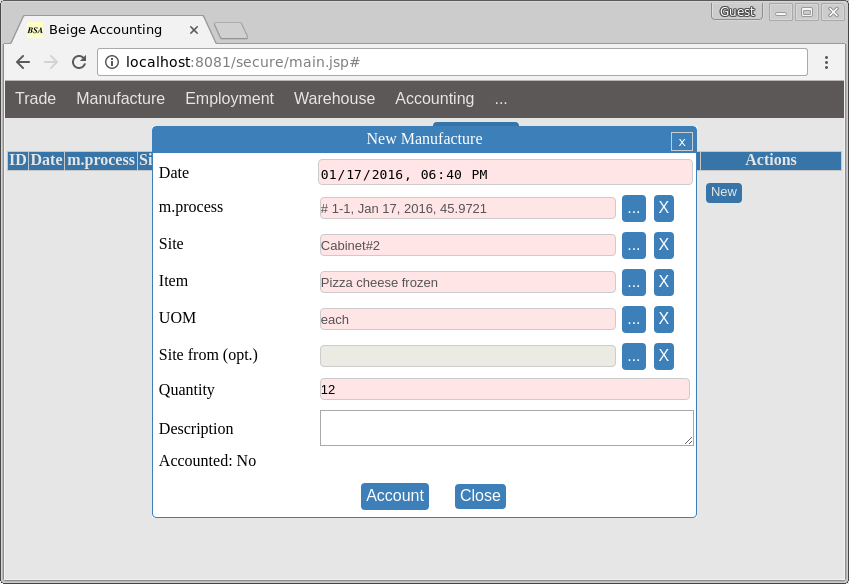 Guest
BSA Beige Accounting
localhost:8081/secure/main.jsp#
Trade Manufacture Employment Warehouse Accounting ...
New Manufacture x
ID Date m.process Si Actions
New
Date 01/17/2016, 06:40 PM
m.process # 1-1, Jan 17, 2016, 45.9721 ... X
Site Cabinet#2 ... X
Item Pizza cheese frozen ... X
UOM each ... X
Site from (opt.) ... X
Quantity 12
Description
Accounted: No
Account Close